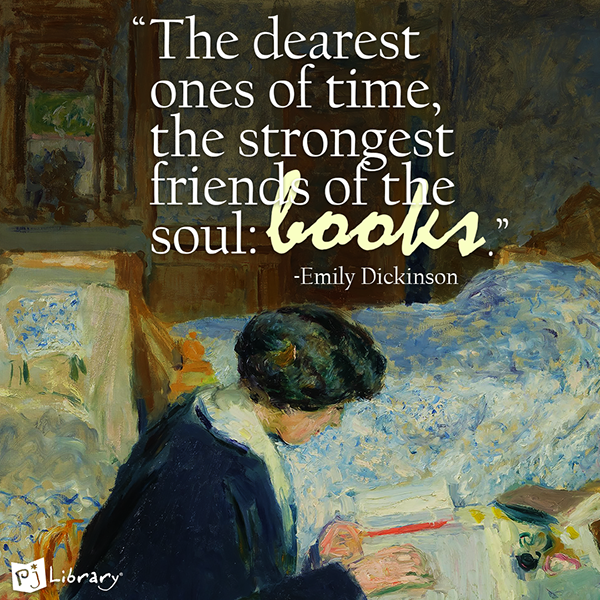 “The dearest
ones of time,
the strongest
friends of the
soul: books.”
-Emily Dickinson
pj Library®